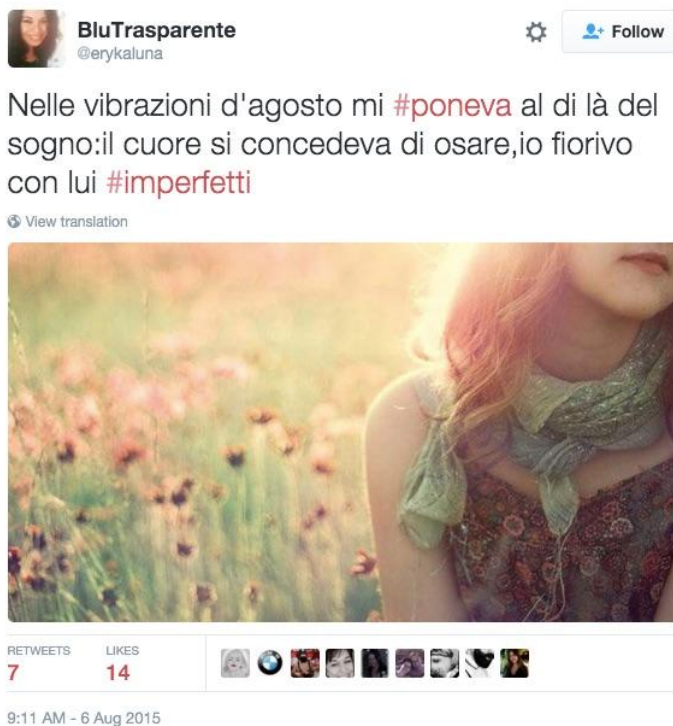 BluTrasparente
@erykaluna
Follow
Nelle vibrazioni d'agosto mi #poneva al di là del
sogno:il cuore si concedeva di osare,io fiorivo
con lui #imperfetti
View translation
RETWEETS LIKES
7 14
9:11 AM - 6 Aug 2015